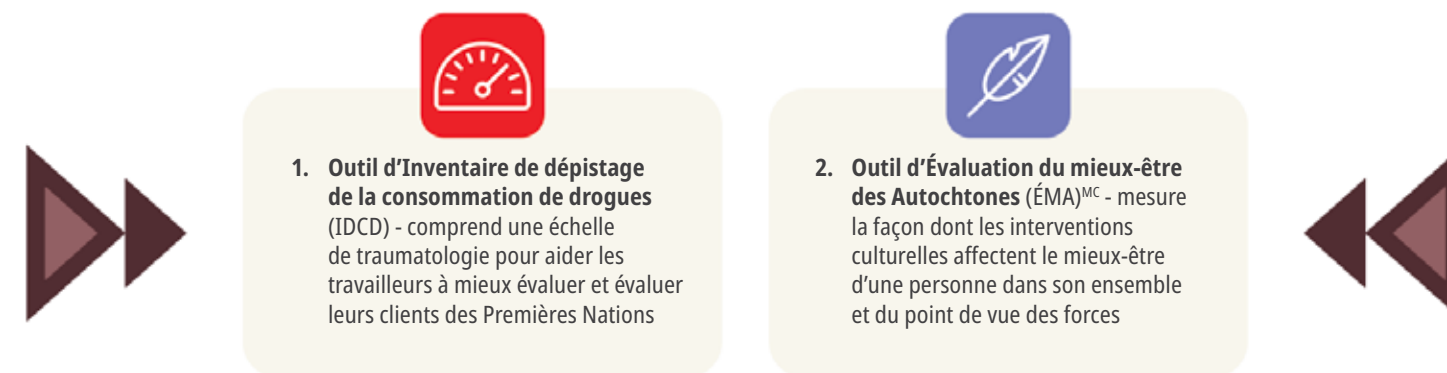 1. Outil d'Inventaire de dépistage
de la consommation de drogues
(IDCD) - comprend une échelle
de traumatologie pour aider les
travailleurs à mieux évaluer et évaluer
leurs clients des Premières Nations
2. Outil d'Évaluation du mieux-être
des Autochtones (ÉMA)ᴹᶜ - mesure
la façon dont les interventions
culturelles affectent le mieux-être
d'une personne dans son ensemble
et du point de vue des forces